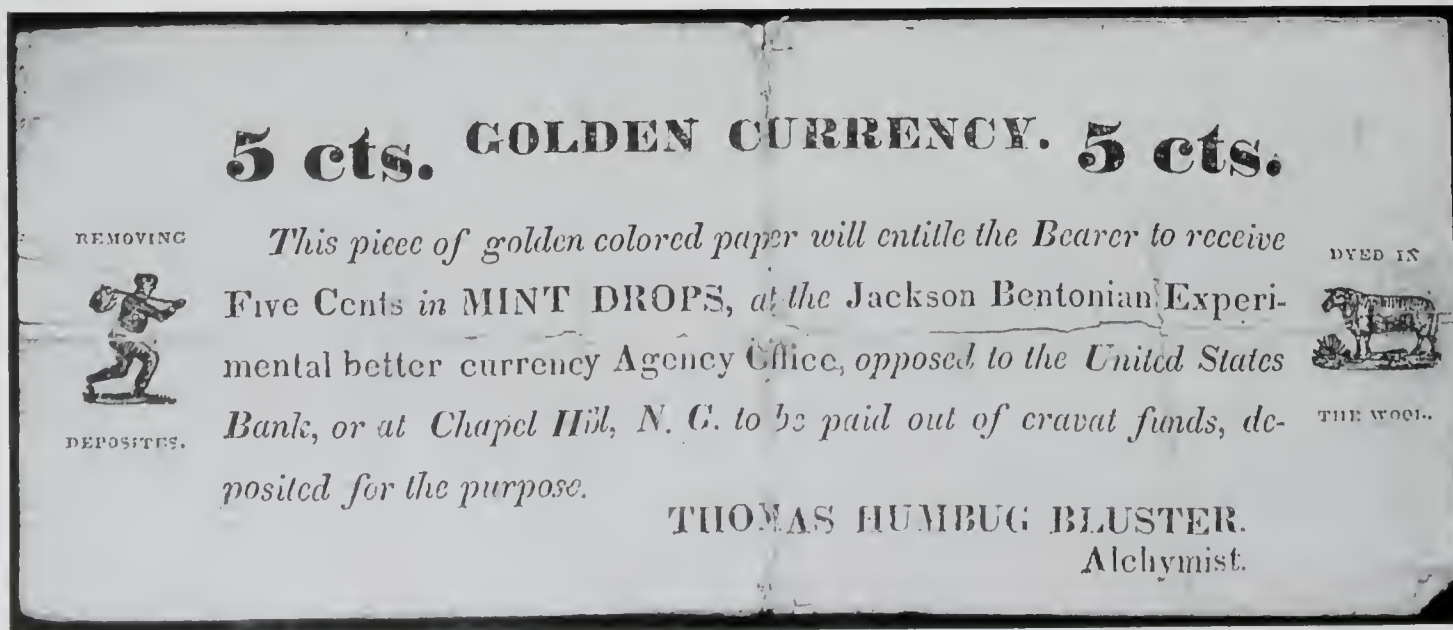 5 cts. GOLDEN CURRENCY. 5 cts.
REMOVING
DEPOSITES.
This piece of golden colored paper will entitle the Bearer to receive
Five Cents in MINT DROPS, at the Jackson Bentonian Experi-
mental better currency Agency Office, opposed to the United States
Bank, or at Chapel Hill, N. C. to be paid out of cravat funds, de-
posited for the purpose.
THOMAS HUMBUG BLUSTER.
Alchymist.
DYED IN
THE WOOL.